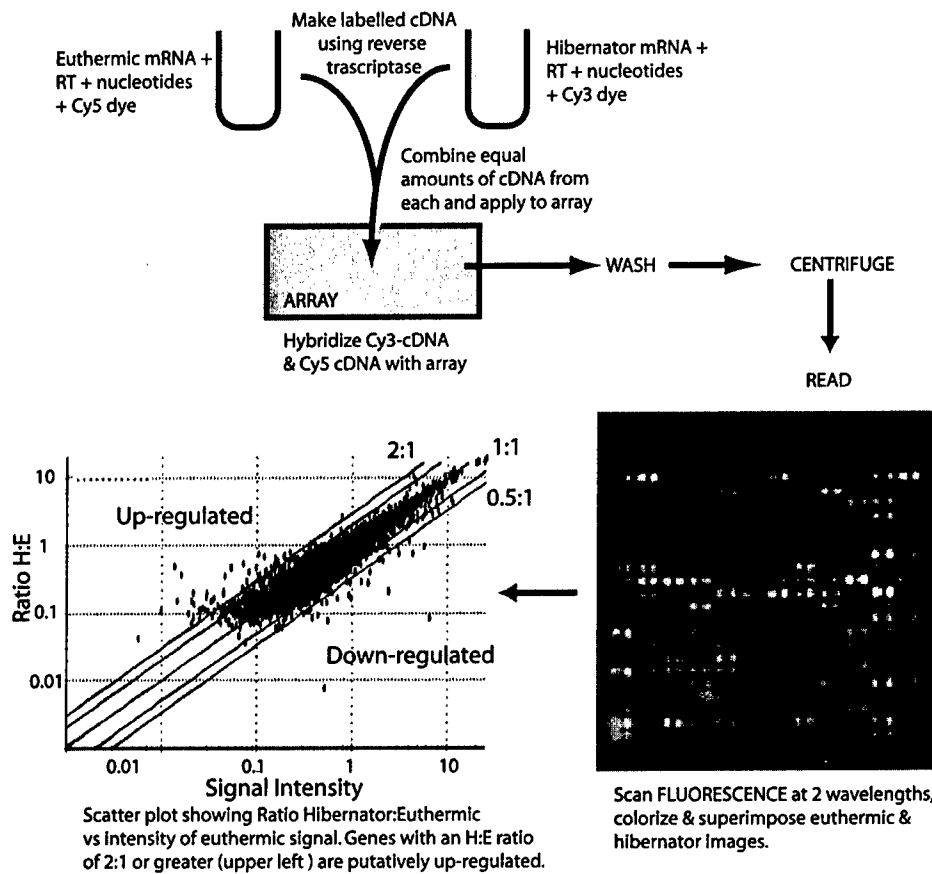 Make labelled cDNA
using reverse
trascriptase
Euthermic mRNA +
RT + nucleotides
+ Cy5 dye
Hibernator mRNA +
RT + nucleotides
+ Cy3 dye
Combine equal
amounts of cDNA from
each and apply to array
ARRAY
WASH
CENTRIFUGE
Hybridize Cy3-cDNA
& Cy5 cDNA with array
READ
2:1
1:1
0.5:1
10
1
0.1
0.01
Ratio H:E
Up-regulated
Down-regulated
0.01
0.1
1
10
Signal Intensity
Scatter plot showing Ratio Hibernator:Euthermic
vs intensity of euthermic signal. Genes with an H:E ratio
of 2:1 or greater (upper left ) are putatively up-regulated.
Scan FLUORESCENCE at 2 wavelengths,
colorize & superimpose euthermic &
hibernator images.